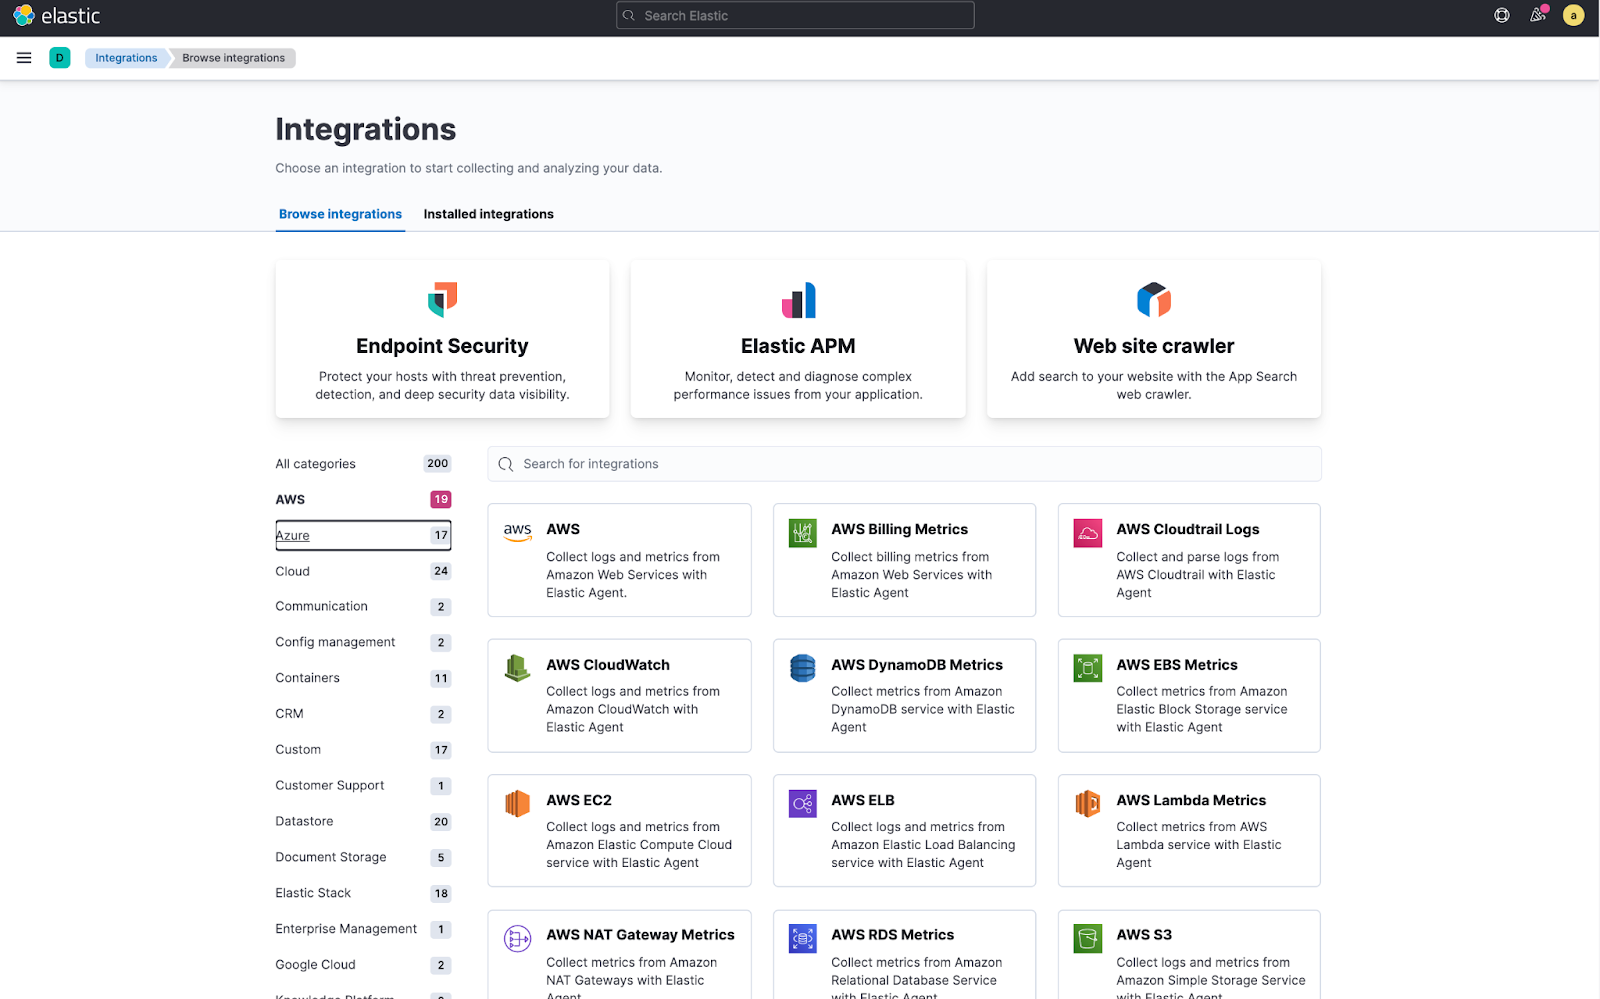 elastic
Search Elastic
a
D
Integrations
Browse integrations
Integrations
Choose an integration to start collecting and analyzing your data.
Browse integrations
Installed integrations
Endpoint Security
Protect your hosts with threat prevention,
detection, and deep security data visibility.
Elastic APM
Monitor, detect and diagnose complex
performance issues from your application.
Web site crawler
Add search to your website with the App Search
web crawler.
All categories 200
AWS 19
Azure 17
Cloud 24
Communication 2
Config management 2
Containers 11
CRM 2
Custom 17
Customer Support 1
Datastore 20
Document Storage 5
Elastic Stack 18
Enterprise Management 1
Google Cloud 2
Knowledge Platform
Search for integrations
aws
AWS
Collect logs and metrics from
Amazon Web Services with
Elastic Agent.
AWS Billing Metrics
Collect billing metrics from
Amazon Web Services with
Elastic Agent
AWS Cloudtrail Logs
Collect and parse logs from
AWS Cloudtrail with Elastic
Agent
AWS CloudWatch
Collect logs and metrics from
Amazon CloudWatch with
Elastic Agent
AWS DynamoDB Metrics
Collect metrics from Amazon
DynamoDB service with Elastic
Agent
AWS EBS Metrics
Collect metrics from Amazon
Elastic Block Storage service
with Elastic Agent
AWS EC2
Collect logs and metrics from
Amazon Elastic Compute Cloud
service with Elastic Agent
AWS ELB
Collect logs and metrics from
Amazon Elastic Load Balancing
service with Elastic Agent
AWS Lambda Metrics
Collect metrics from AWS
Lambda service with Elastic
Agent
AWS NAT Gateway Metrics
Collect metrics from Amazon
NAT Gateways with Elastic
Agent
AWS RDS Metrics
Collect metrics from Amazon
Relational Database Service
with Elastic Agent
AWS S3
Collect logs and metrics from
Amazon Simple Storage Service
with Elastic Agent